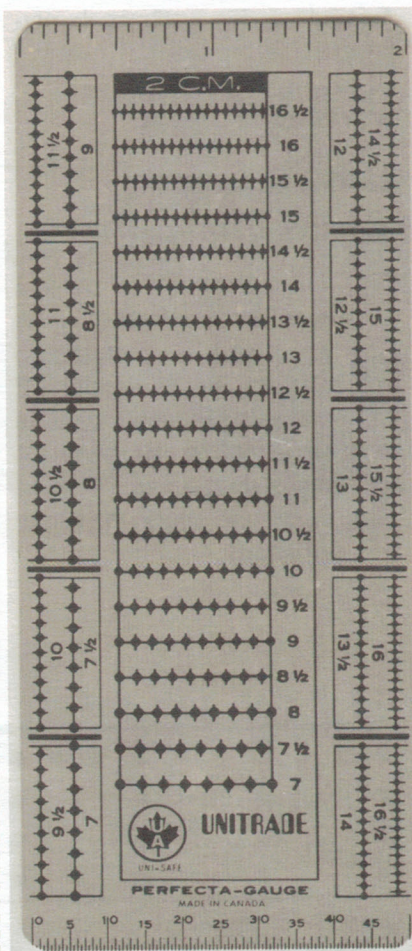 1 2
2 C.M.
16 ½
16
15 ½
15
14 ½
14
13 ½
13
12 ½
12
11 ½
11
10 ½
10
9 ½
9
8 ½
8
7 ½
7
11 ½ 9
11 8 ½
10 ½ 8
10 7 ½
9 ½ 7
14 ½ 12
15 12 ½
15 ½ 13
16 13 ½
16 ½ 14
UA
UNI-SAFE
UNITRADE
PERFECTA-GAUGE
MADE IN CANADA
0 5 10 15 20 25 30 35 40 45